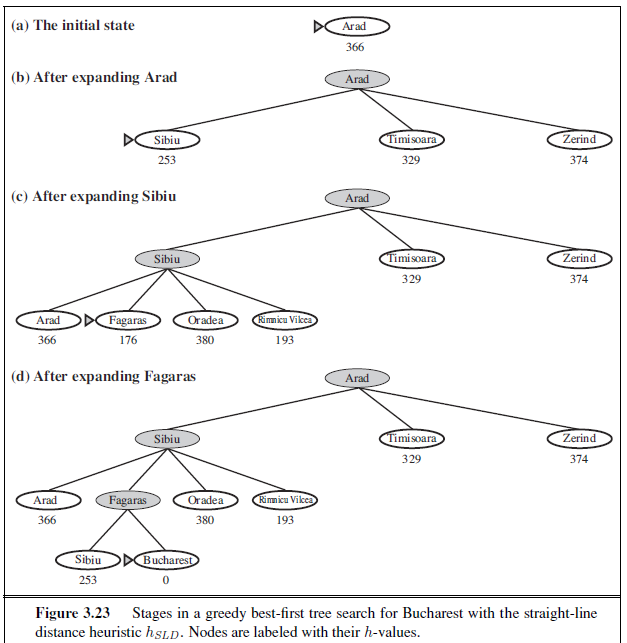 (a) The initial state
Arad
366
(b) After expanding Arad
Arad
Sibiu
Timisoara
Zerind
253
329
374
(c) After expanding Sibiu
Arad
Sibiu
Timisoara
Zerind
329
374
Arad
Fagaras
Oradea
Rimnicu Vilcea
366
176
380
193
(d) After expanding Fagaras
Arad
Sibiu
Timisoara
Zerind
329
374
Arad
Fagaras
Oradea
Rimnicu Vilcea
366
380
193
Sibiu
Bucharest
253
0
Figure 3.23 Stages in a greedy best-first tree search for Bucharest with the straight-line
distance heuristic hSLD. Nodes are labeled with their h-values.